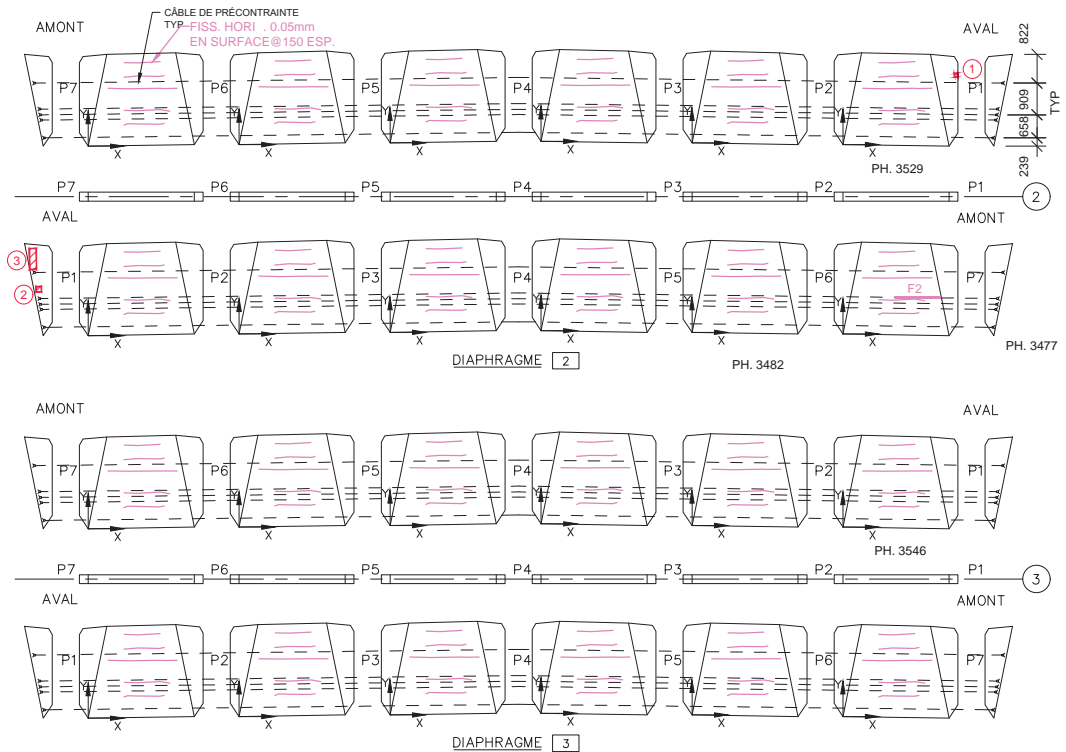 CÂBLE DE PRÉCONTRAINTE
TYP
FISS. HORI . 0.05mm
EN SURFACE@150 ESP.
AMONT
AVAL
822
909
658
239
TYP
1
P7
P6
P5
P4
P3
P2
P1
Y X Y X Y X Y X Y X Y X
PH. 3529
P7
P6
P5
P4
P3
P2
P1
2
AVAL
AMONT
3
2
P1
P2
P3
P4
P5
P6
P7
F2
Y X Y X Y X Y X Y X Y X
DIAPHRAGME 2
PH. 3482
PH. 3477
AMONT
AVAL
P7
P6
P5
P4
P3
P2
P1
Y X Y X Y X Y X Y X Y X
PH. 3546
P7
P6
P5
P4
P3
P2
P1
3
AVAL
AMONT
P1
P2
P3
P4
P5
P6
P7
Y X Y X Y X Y X Y X Y X
DIAPHRAGME 3